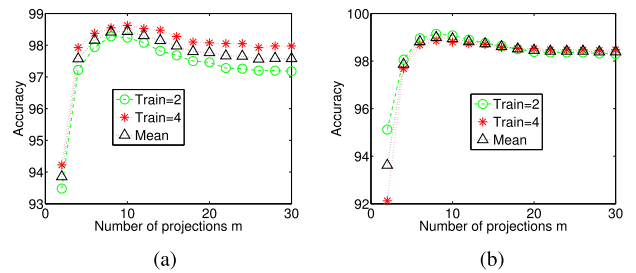 99
98
97
96
95
94
93
0
10
20
30
Accuracy
Number of projections m
Train=2
Train=4
Mean
(a)
100
98
96
94
92
0
10
20
30
Accuracy
Number of projections m
Train=2
Train=4
Mean
(b)